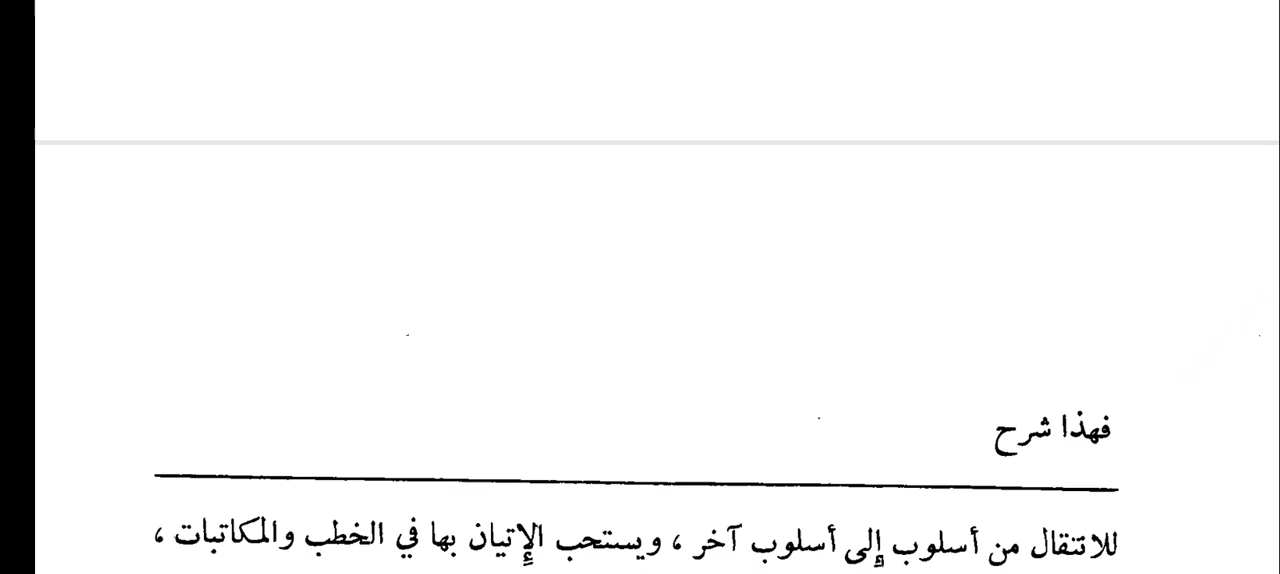 فهذا شرح
للانتقال من أسلوب إلى أسلوب آخر ، ويستحب الإتيان بها في الخطب والمكاتبات ،